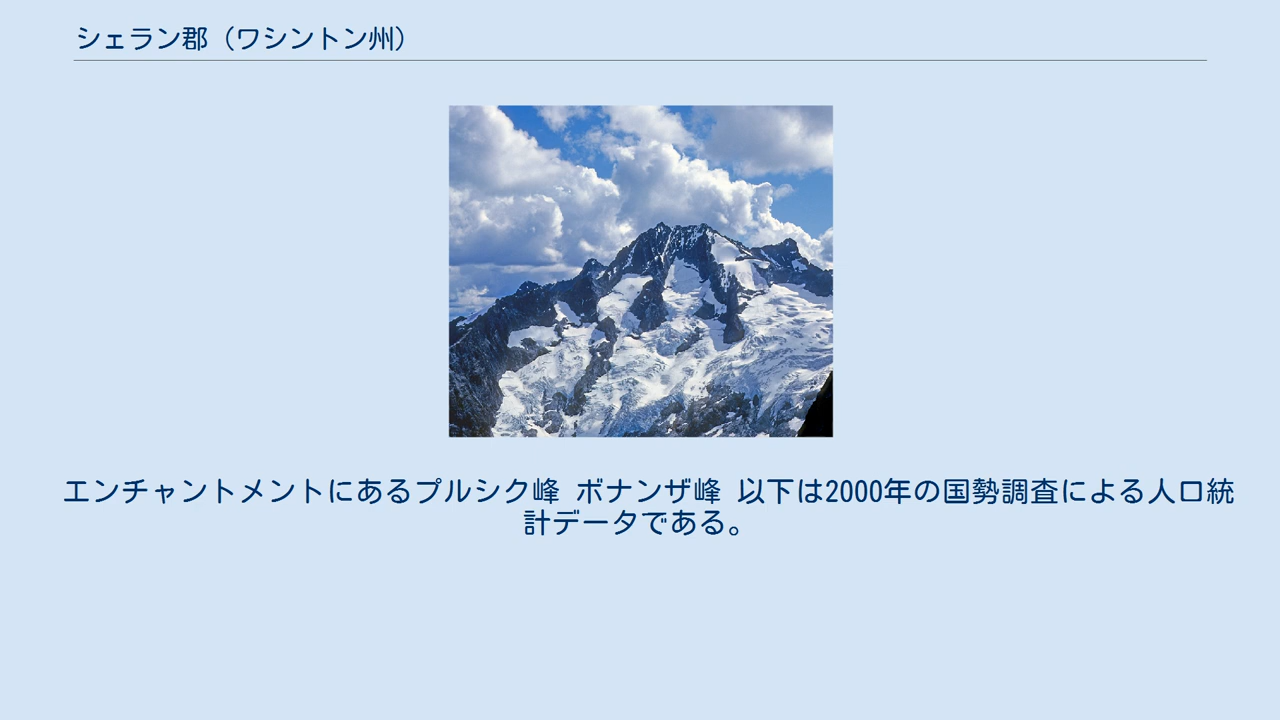 シェラン郡（ワシントン州）
エンチャントメントにあるプルシク峰 ボナンザ峰 以下は2000年の国勢調査による人口統
計データである。